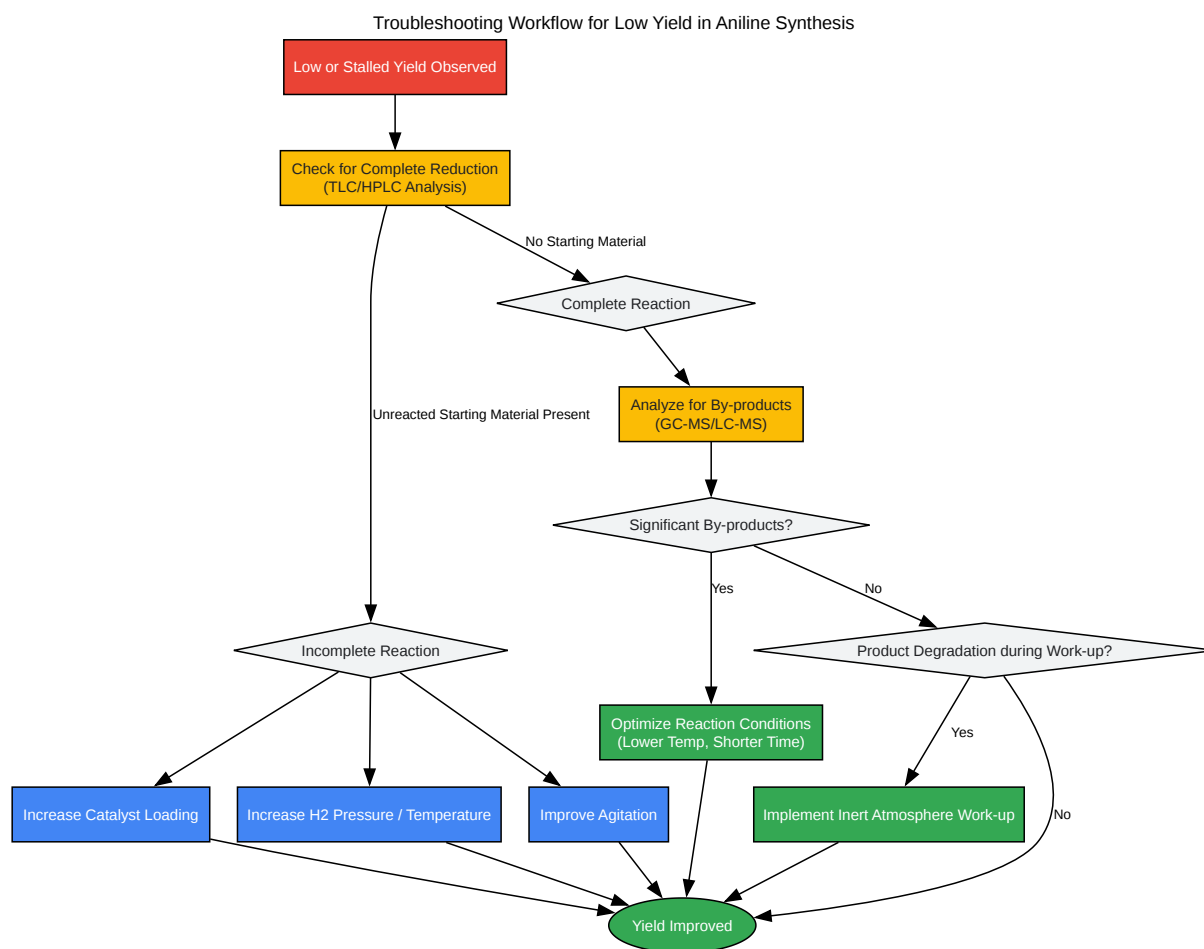 Troubleshooting Workflow for Low Yield in Aniline Synthesis
Low or Stalled Yield Observed
Check for Complete Reduction
(TLC/HPLC Analysis)
No Starting Material
Complete Reaction
Unreacted Starting Material Present
Analyze for By-products
(GC-MS/LC-MS)
Significant By-products?
Yes
No
Incomplete Reaction
Product Degradation during Work-up?
Optimize Reaction Conditions
(Lower Temp, Shorter Time)
Yes
No
Increase Catalyst Loading
Increase H2 Pressure / Temperature
Improve Agitation
Implement Inert Atmosphere Work-up
Yield Improved